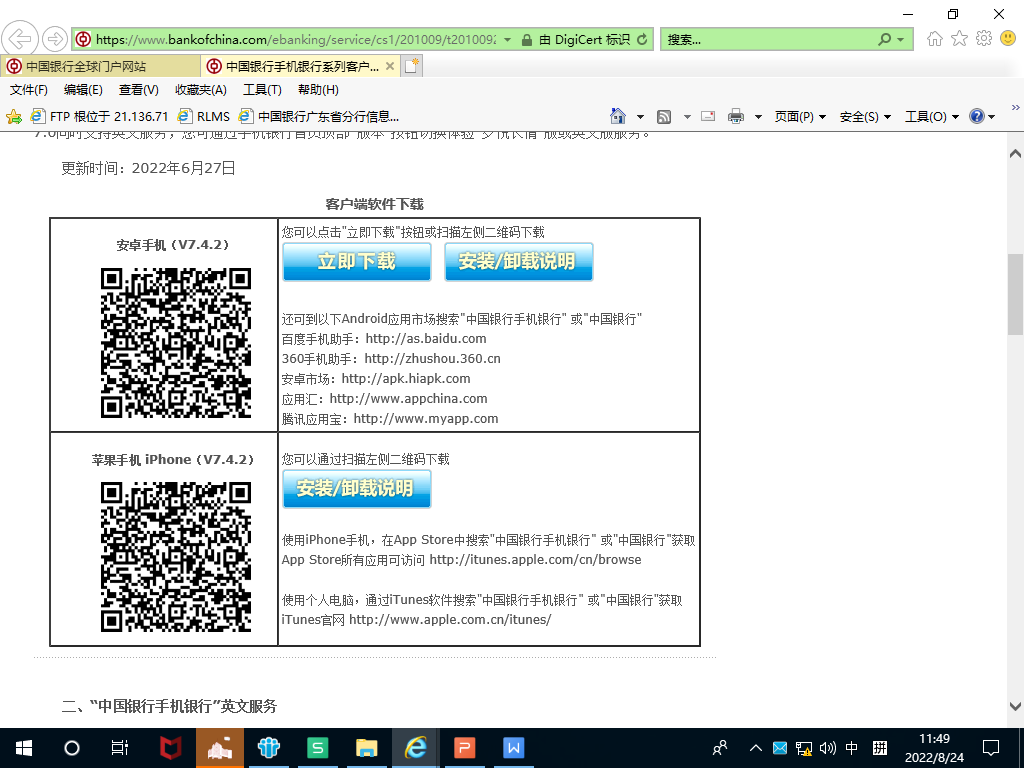 https://www.bankofchina.com/ebanking/service/cs1/201009/t201009
由 DigiCert 标识
搜索...
中国银行全球门户网站
中国银行手机银行系列客户...
文件(F) 编辑(E) 查看(V) 收藏夹(A) 工具(T) 帮助(H)
FTP 根位于 21.136.71
RLMS
中国银行广东省分行信息...
页面(P)
安全(S)
工具(O)
更新时间：2022年6月27日
客户端软件下载
安卓手机（V7.4.2）
您可以点击"立即下载"按钮或扫描左侧二维码下载
立即下载 安装/卸载说明
还可到以下Android应用市场搜索"中国银行手机银行" 或"中国银行"
百度手机助手：http://as.baidu.com
360手机助手：http://zhushou.360.cn
安卓市场：http://apk.hiapk.com
应用汇：http://www.appchina.com
腾讯应用宝：http://www.myapp.com
苹果手机 iPhone（V7.4.2）
您可以通过扫描左侧二维码下载
安装/卸载说明
使用iPhone手机，在App Store中搜索"中国银行手机银行" 或"中国银行"获取
App Store所有应用可访问 http://itunes.apple.com/cn/browse
使用个人电脑，通过iTunes软件搜索"中国银行手机银行" 或"中国银行"获取
iTunes官网 http://www.apple.com.cn/itunes/
二、“中国银行手机银行”英文服务
S
P
W
中
拼
11:49
2022/8/24